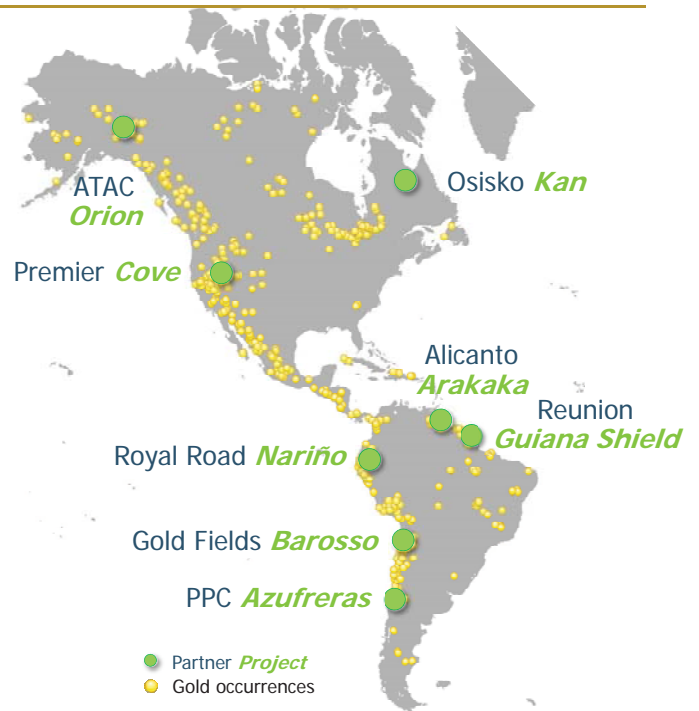 ATAC
Orion
Osisko Kan
Premier Cove
Alicanto
Arakaka
Reunion
Guiana Shield
Royal Road Nariño
Gold Fields Barosso
PPC Azufreras
Partner Project
Gold occurrences